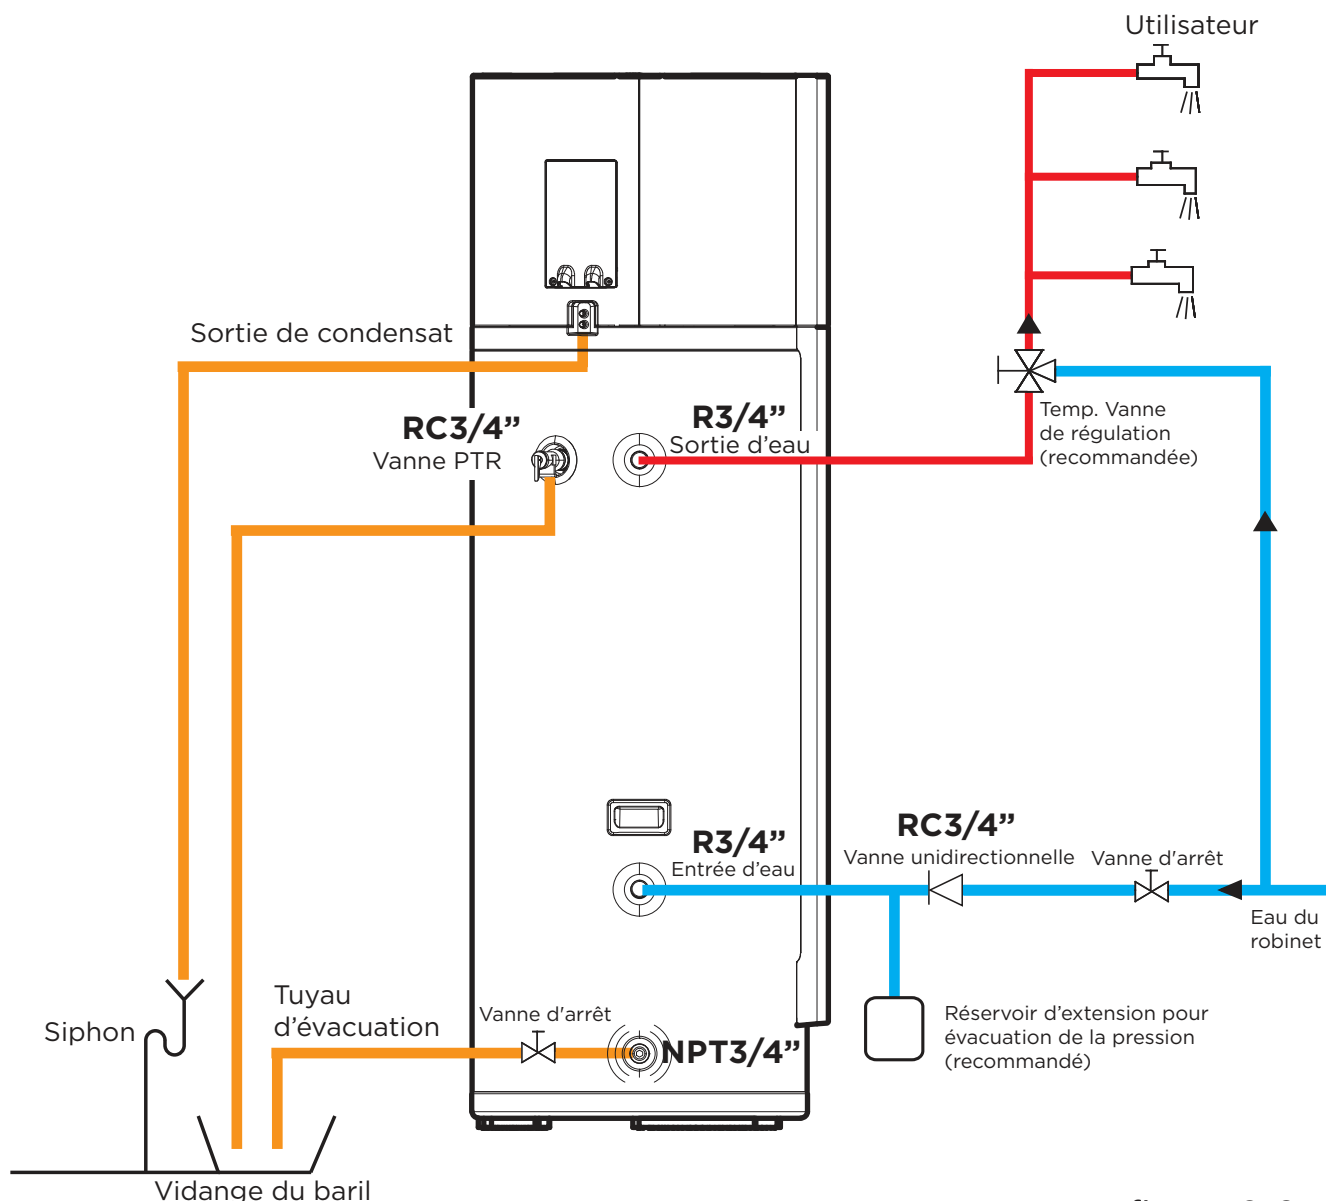 Utilisateur
Sortie de condensat
RC3/4”
Vanne PTR
R3/4”
Sortie d’eau
Temp. Vanne
de régulation
(recommandée)
R3/4”
Entrée d’eau
RC3/4”
Vanne unidirectionnelle
Vanne d'arrêt
Eau du
robinet
Réservoir d’extension pour
évacuation de la pression
(recommandé)
Tuyau
d’évacuation
Vanne d'arrêt
NPT3/4”
Siphon
Vidange du baril